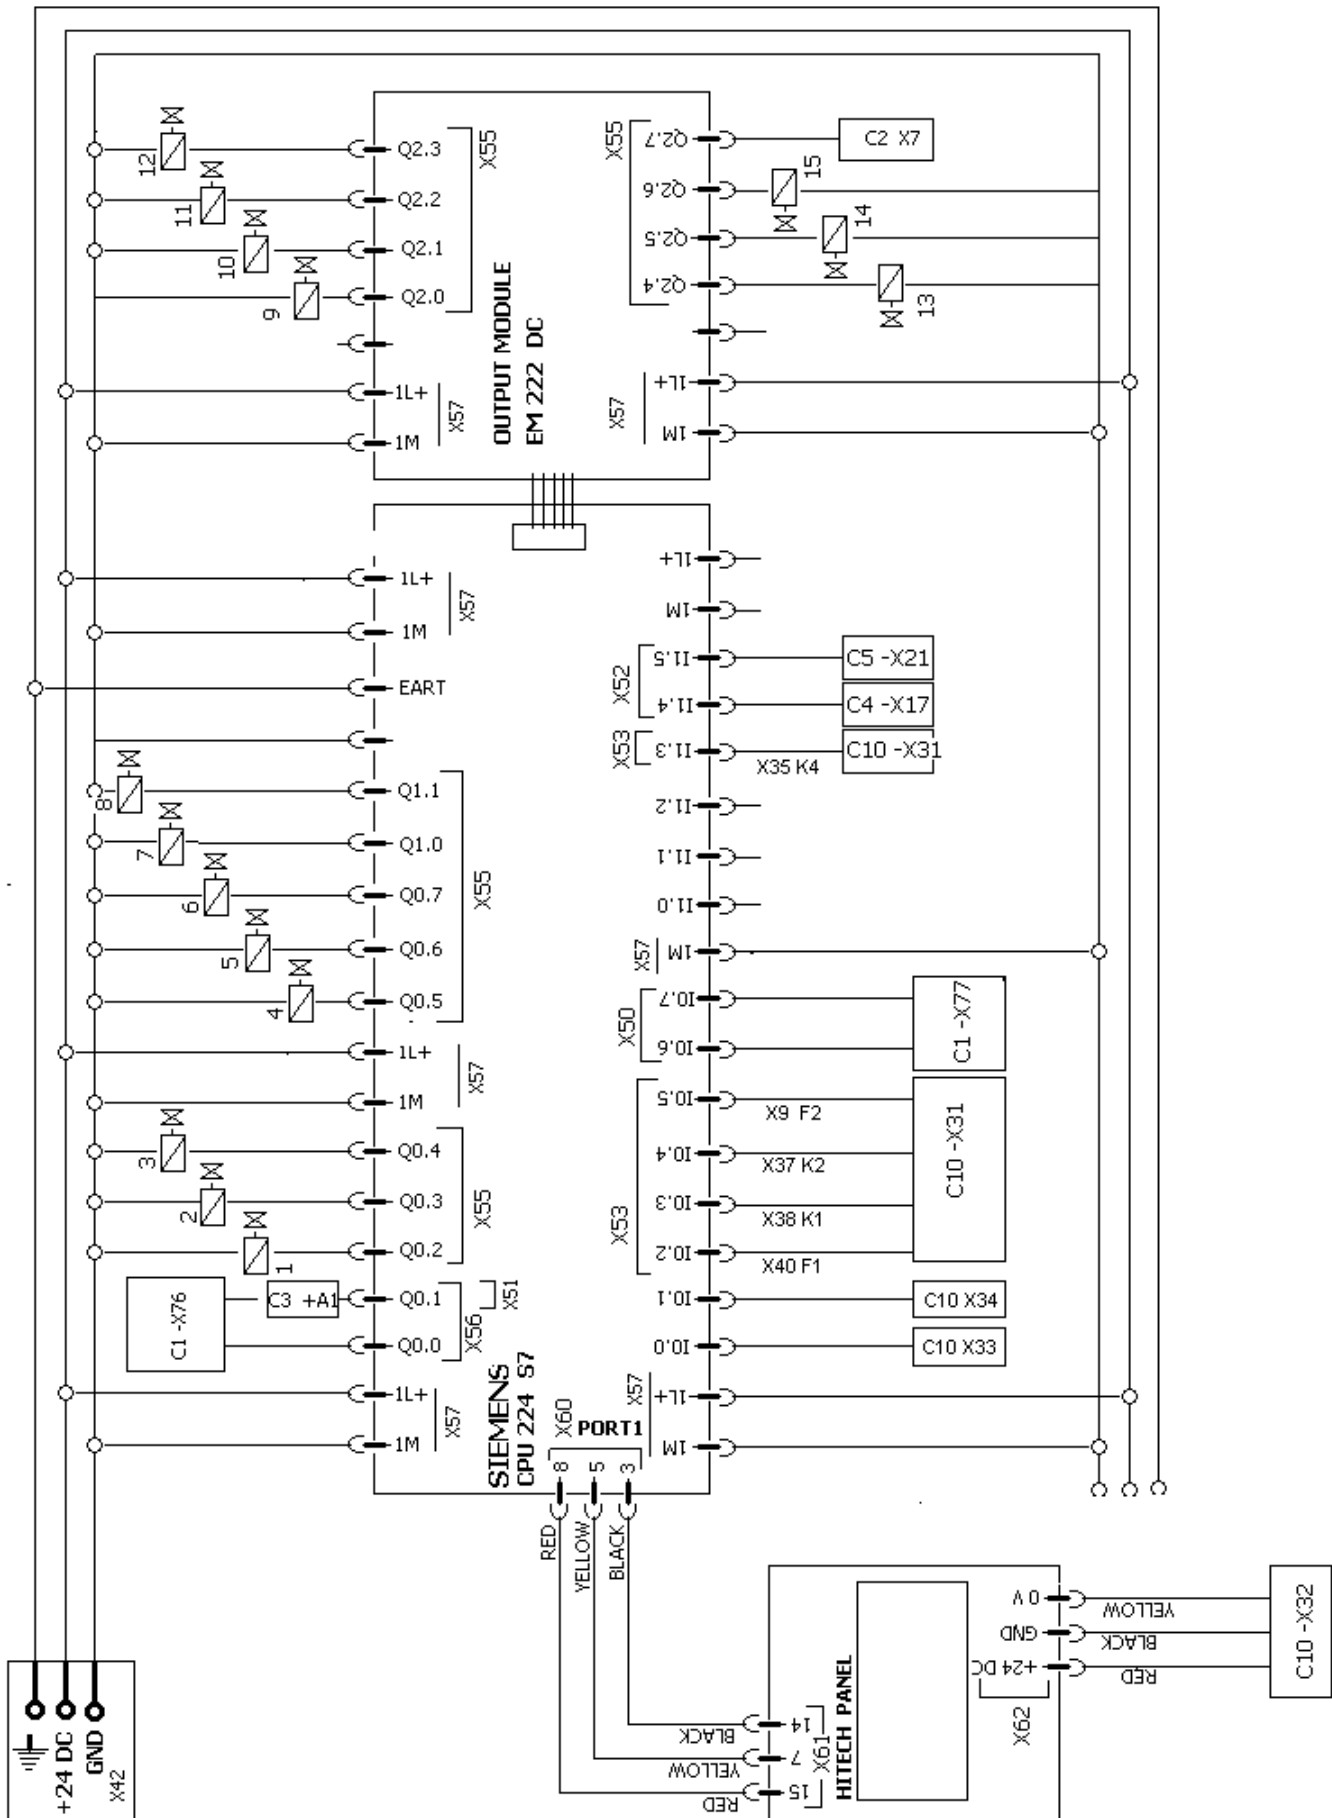 12
Q2.3
X55
11
Q2.2
10
Q2.1
9
Q2.0
1L+
X57
1M
OUTPUT MODULE
EM 222 DC
X55
Q2.7
C2 X7
15
Q2.6
14
Q2.5
13
Q2.4
1L+
X57
1M
1L+
X57
1M
EART
8
Q1.1
7
Q1.0
6
Q0.7
X55
5
Q0.6
4
Q0.5
1L+
X57
1M
3
Q0.4
2
Q0.3
X55
1
Q0.2
C1 -X76
C3 +A1
Q0.1
X51
X56
Q0.0
1L+
X57
1M
SIEMENS
CPU 224 S7
1L+
1M
X52
I1.5
C5 -X21
I1.4
C4 -X17
X53
I1.3
X35 K4
C10 -X31
I1.2
I1.1
I1.0
X57
1M
X50
I0.7
I0.6
C1 -X77
X53
I0.5
X9 F2
I0.4
X37 K2
I0.3
X38 K1
I0.2
X40 F1
C10 -X31
I0.1
C10 X34
I0.0
C10 X33
X57
1L+
1M
X60
PORT1
8
5
3
RED
YELLOW
BLACK
+24 DC
GND
X42
BLACK
14
YELLOW
7
RED
15
X61
HITECH PANEL
0 V
YELLOW
GND
BLACK
+24 DC
RED
X62
C10 -X32